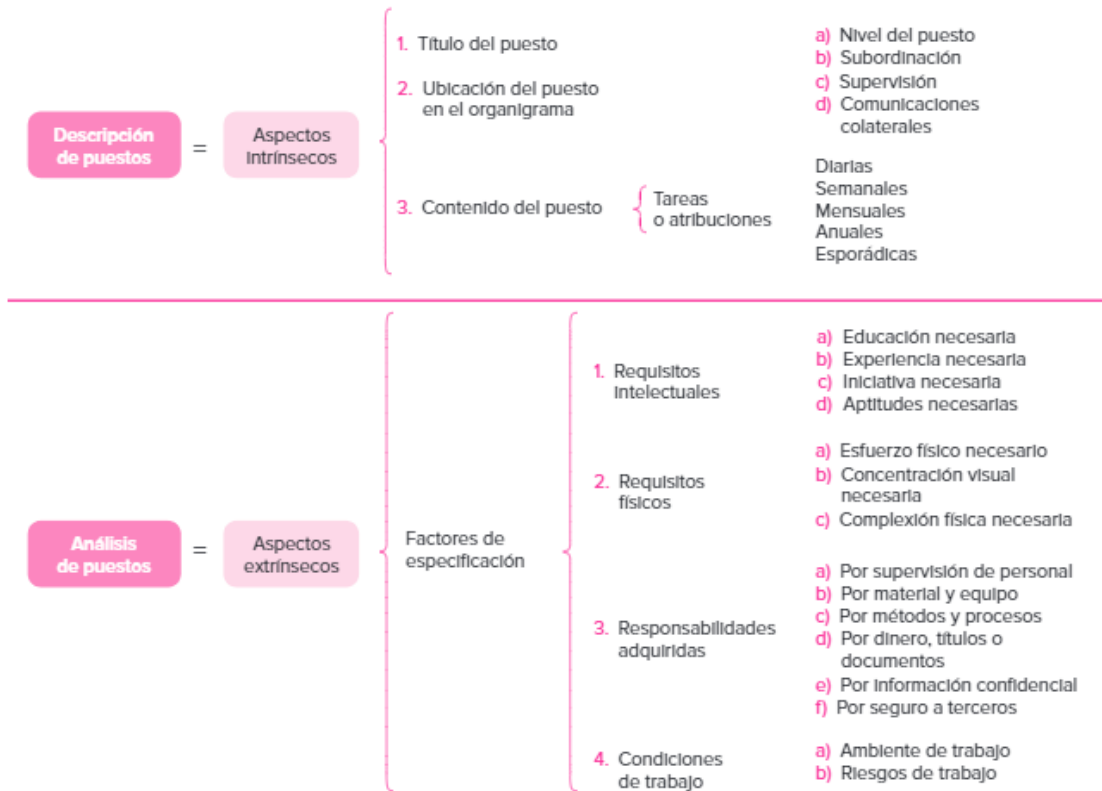 Descripción
de puestos
=
Aspectos
intrínsecos
1. Título del puesto
2. Ubicación del puesto
en el organigrama
a) Nivel del puesto
b) Subordinación
c) Supervisión
d) Comunicaciones
colaterales
3. Contenido del puesto
Tareas
o atribuciones
Diarias
Semanales
Mensuales
Anuales
Esporádicas
Análisis
de puestos
=
Aspectos
extrínsecos
Factores de
especificación
1. Requisitos
intelectuales
a) Educación necesaria
b) Experiencia necesaria
c) Iniciativa necesaria
d) Aptitudes necesarias
2. Requisitos
físicos
a) Esfuerzo físico necesario
b) Concentración visual
necesaria
c) Complexión física necesaria
3. Responsabilidades
adquiridas
a) Por supervisión de personal
b) Por material y equipo
c) Por métodos y procesos
d) Por dinero, títulos o
documentos
e) Por información confidencial
f) Por seguro a terceros
4. Condiciones
de trabajo
a) Ambiente de trabajo
b) Riesgos de trabajo